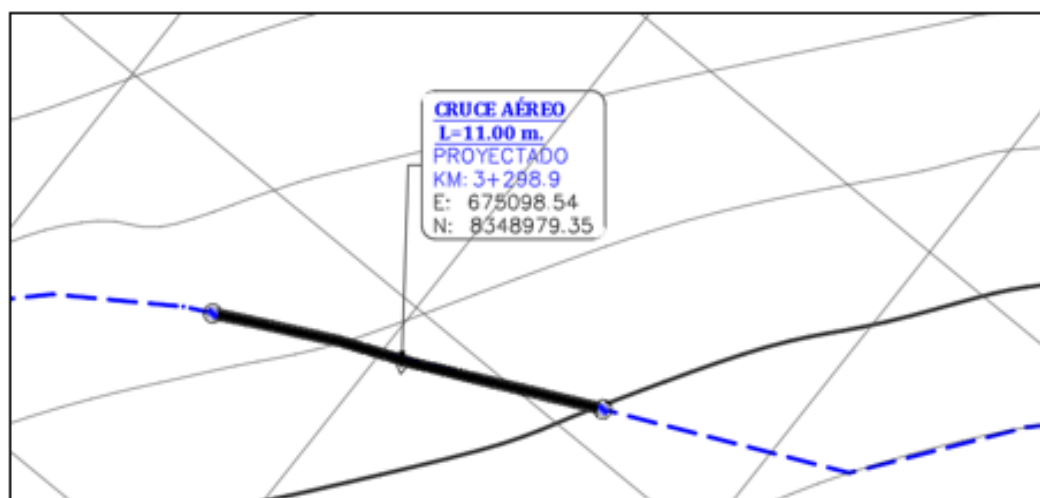 CRUCE AÉREO
L=11.00 m.
PROYECTADO
KM: 3+298.9
E: 675098.54
N: 8348979.35